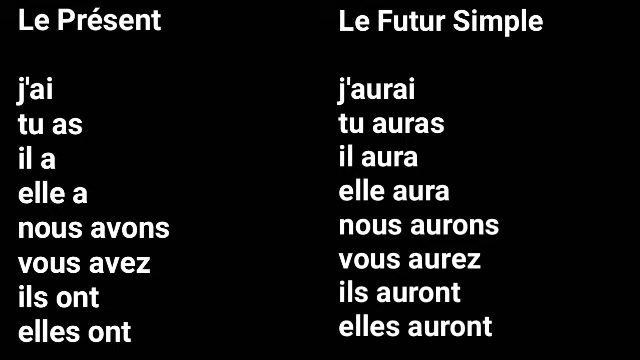 Le Présent
j'ai
tu as
il a
elle a
nous avons
vous avez
ils ont
elles ont
Le Futur Simple
j'aurai
tu auras
il aura
elle aura
nous aurons
vous aurez
ils auront
elles auront